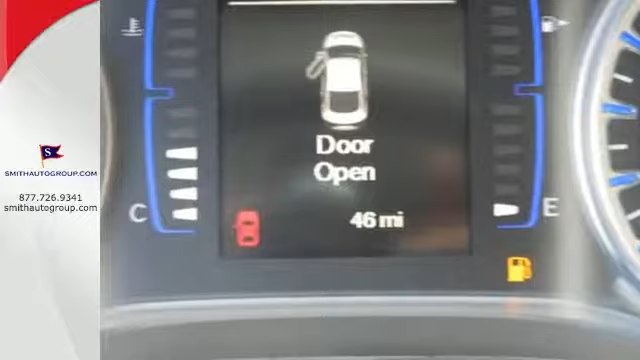 S
SMITHAUTOGROUP.COM
877.726.9341
smithautogroup.com
Door
Open
46 mi
C
E